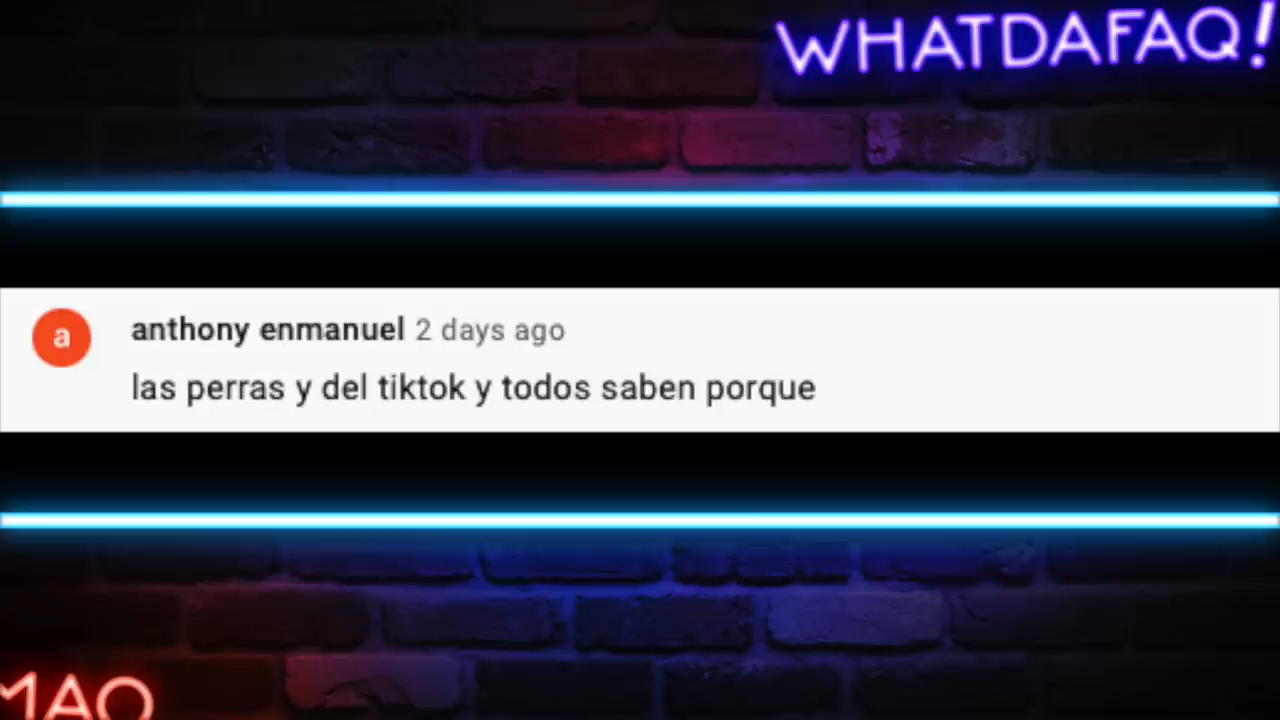 WHATDAFAQ!
a
anthony enmanuel 2 days ago
las perras y del tiktok y todos saben porque
MAO